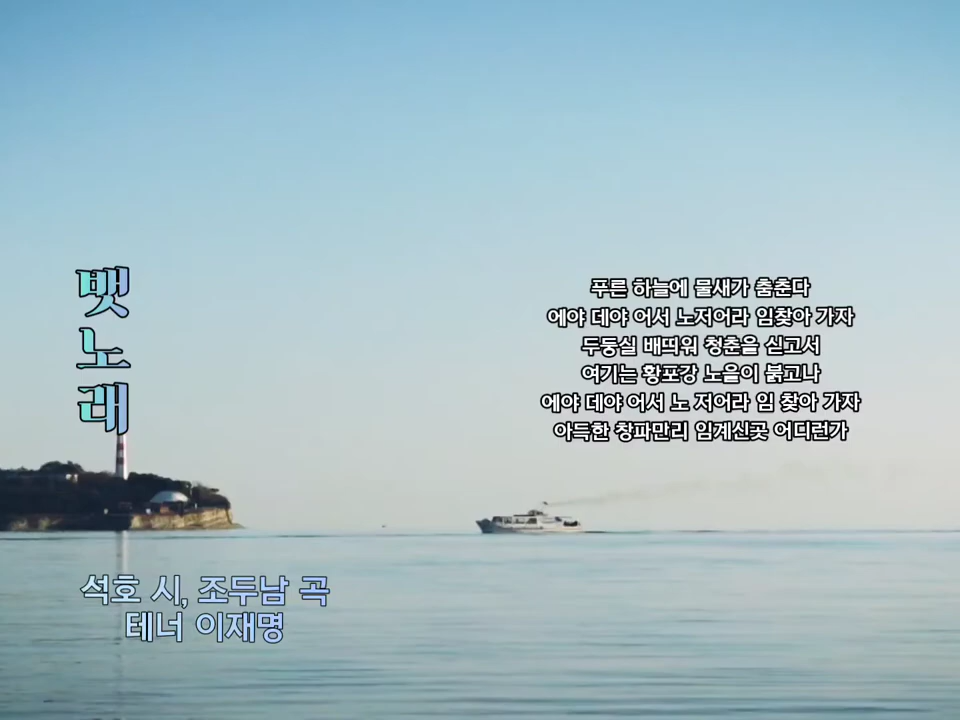 뱃
노
래
푸른 하늘에 물새가 춤춘다
에야 데야 어서 노저어라 임찾아 가자
두둥실 배띄워 청춘을 싣고서
여기는 황포강 노을이 붉고나
에야 데야 어서 노 저어라 임 찾아 가자
아득한 창파만리 임계신곳 어디런가
석호 시, 조두남 곡
테너 이재명